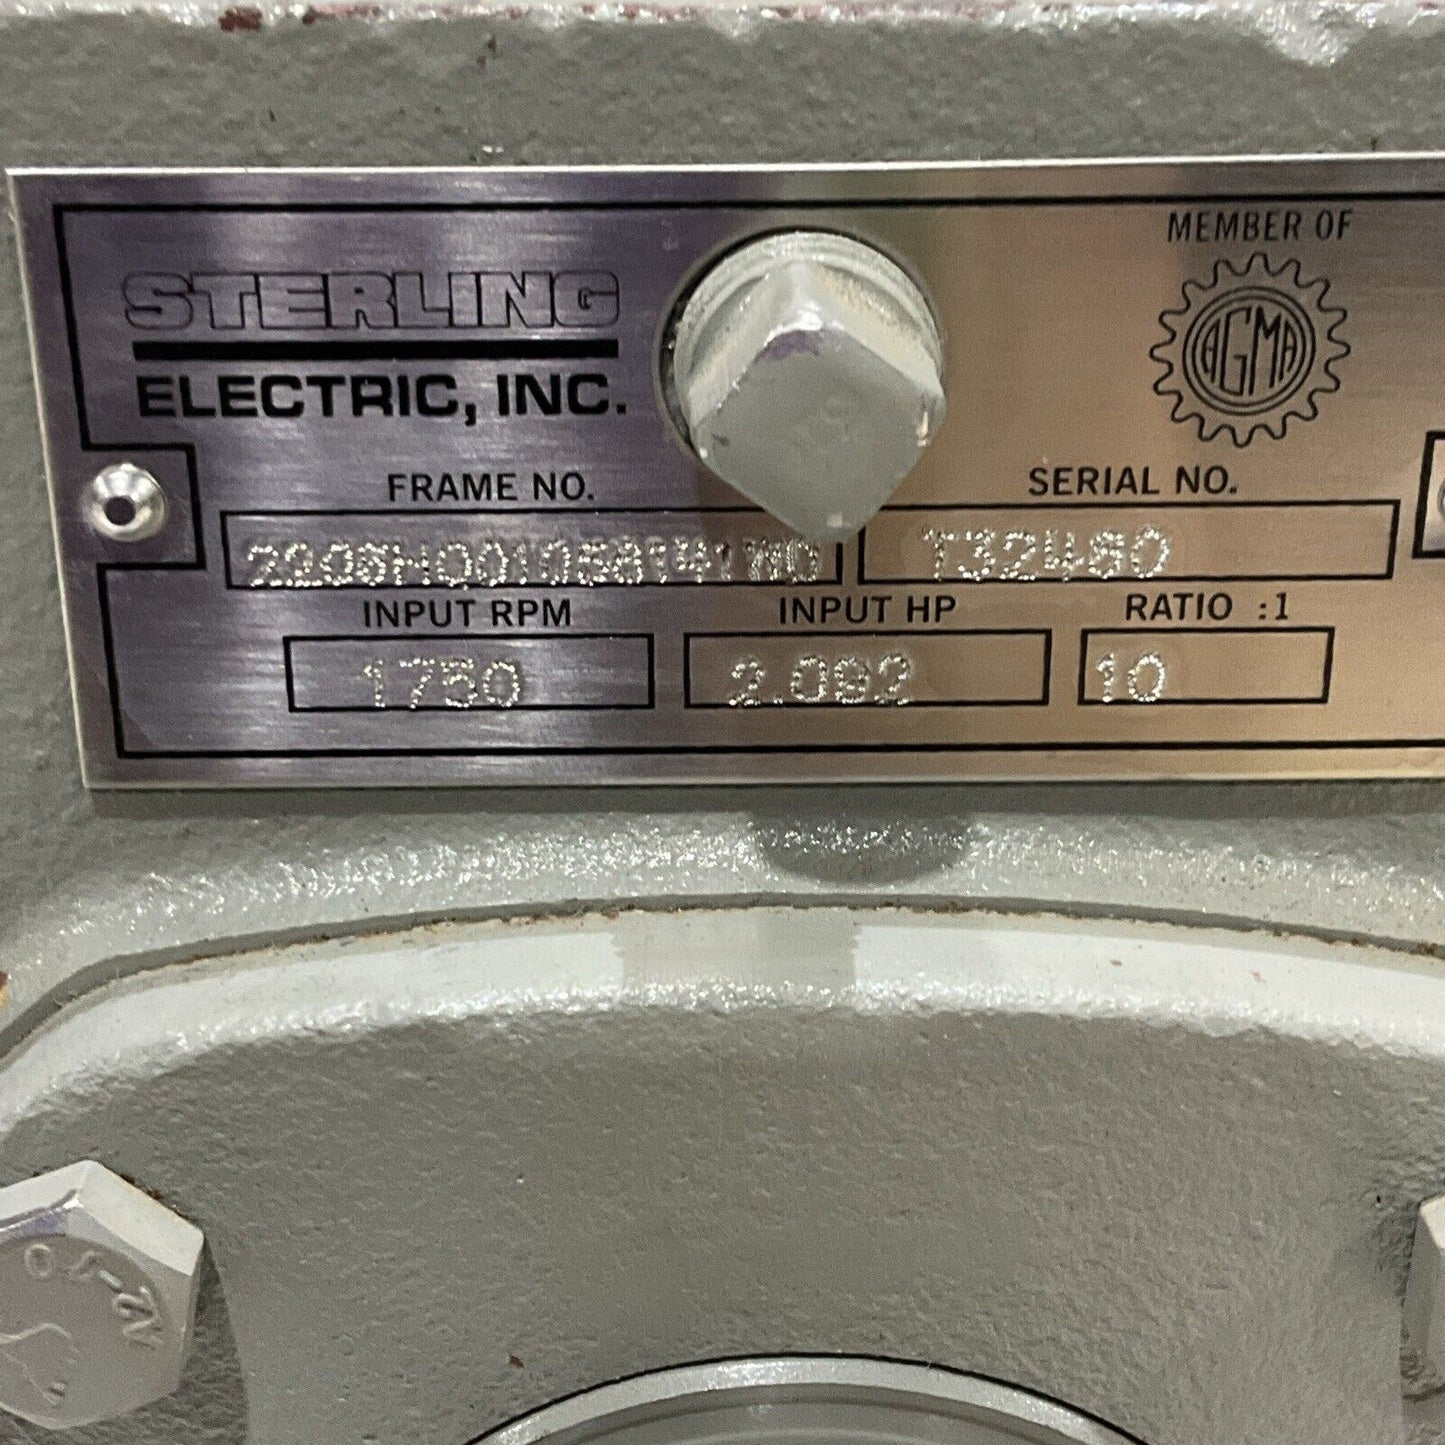 MEMBER OF
AGMA
STERLING
ELECTRIC, INC.
FRAME NO. SERIAL NO.
T32480
INPUT RPM INPUT HP RATIO :1
1750 2.092 10